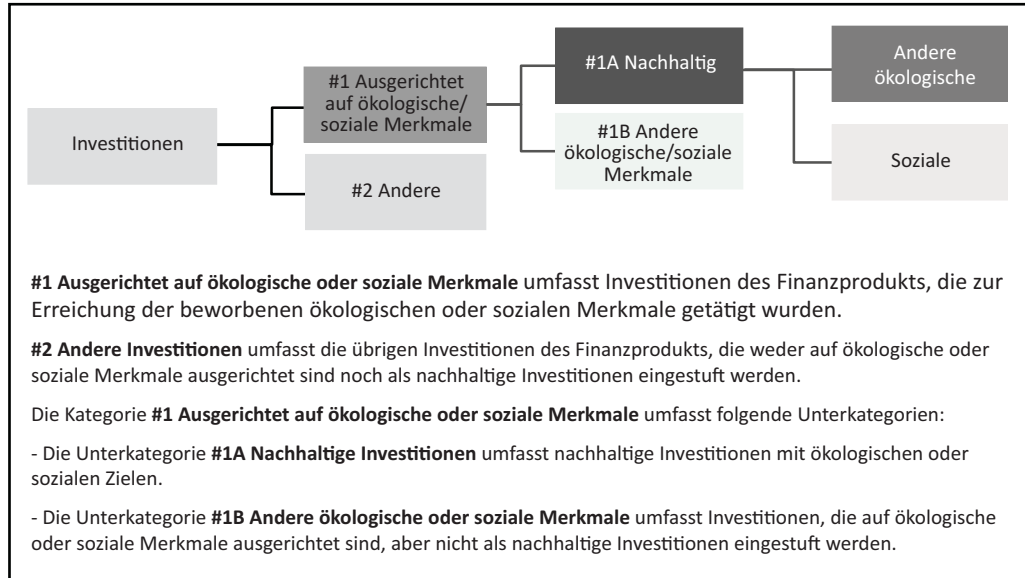 Investitionen
#1 Ausgerichtet
auf ökologische/
soziale Merkmale
#2 Andere
#1A Nachhaltig
#1B Andere
ökologische/soziale
Merkmale
Andere
ökologische
Soziale
#1 Ausgerichtet auf ökologische oder soziale Merkmale umfasst Investitionen des Finanzprodukts, die zur
Erreichung der beworbenen ökologischen oder sozialen Merkmale getätigt wurden.
#2 Andere Investitionen umfasst die übrigen Investitionen des Finanzprodukts, die weder auf ökologische oder
soziale Merkmale ausgerichtet sind noch als nachhaltige Investitionen eingestuft werden.
Die Kategorie #1 Ausgerichtet auf ökologische oder soziale Merkmale umfasst folgende Unterkategorien:
- Die Unterkategorie #1A Nachhaltige Investitionen umfasst nachhaltige Investitionen mit ökologischen oder
sozialen Zielen.
- Die Unterkategorie #1B Andere ökologische oder soziale Merkmale umfasst Investitionen, die auf ökologische
oder soziale Merkmale ausgerichtet sind, aber nicht als nachhaltige Investitionen eingestuft werden.